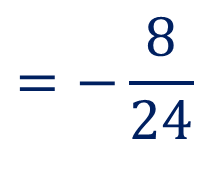 = − 8/24